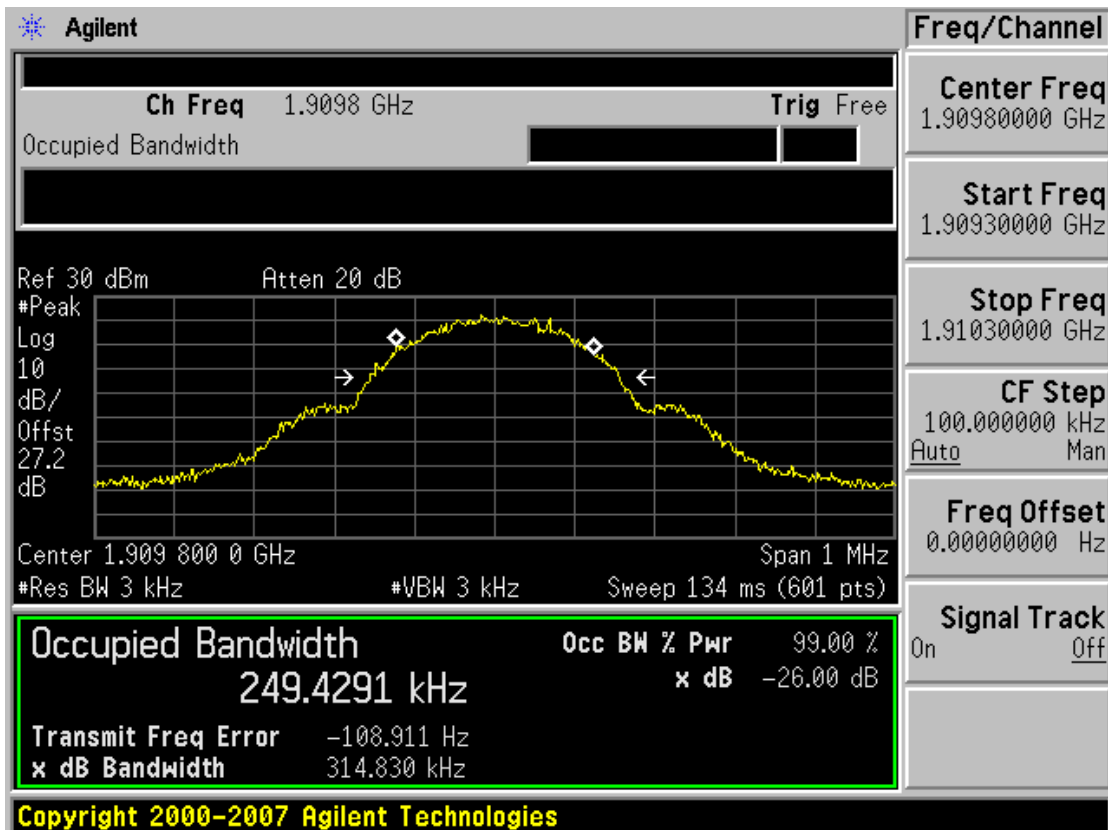 Agilent
Freq/Channel
Ch Freq 1.9098 GHz Trig Free
Occupied Bandwidth
Center Freq
1.90980000 GHz
Start Freq
1.90930000 GHz
Stop Freq
1.91030000 GHz
CF Step
100.000000 kHz
Auto Man
Freq Offset
0.00000000 Hz
Signal Track
On Off
Ref 30 dBm Atten 20 dB
#Peak
Log
10
dB/
Offst
27.2
dB
Center 1.909 800 0 GHz Span 1 MHz
#Res BW 3 kHz #VBW 3 kHz Sweep 134 ms (601 pts)
Occupied Bandwidth
249.4291 kHz
Occ BW % Pwr 99.00 %
x dB -26.00 dB
Transmit Freq Error -108.911 Hz
x dB Bandwidth 314.830 kHz
Copyright 2000-2007 Agilent Technologies